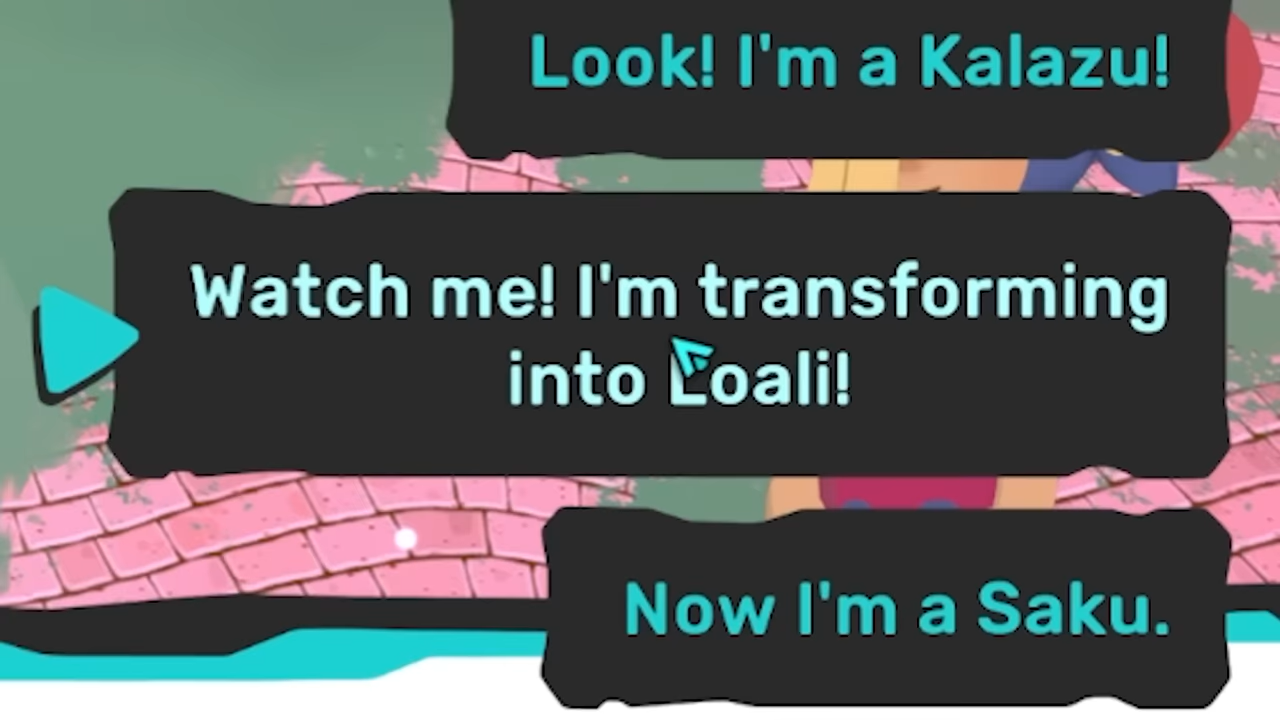 Look! I'm a Kalazu!
Watch me! I'm transforming
into Loali!
Now I'm a Saku.